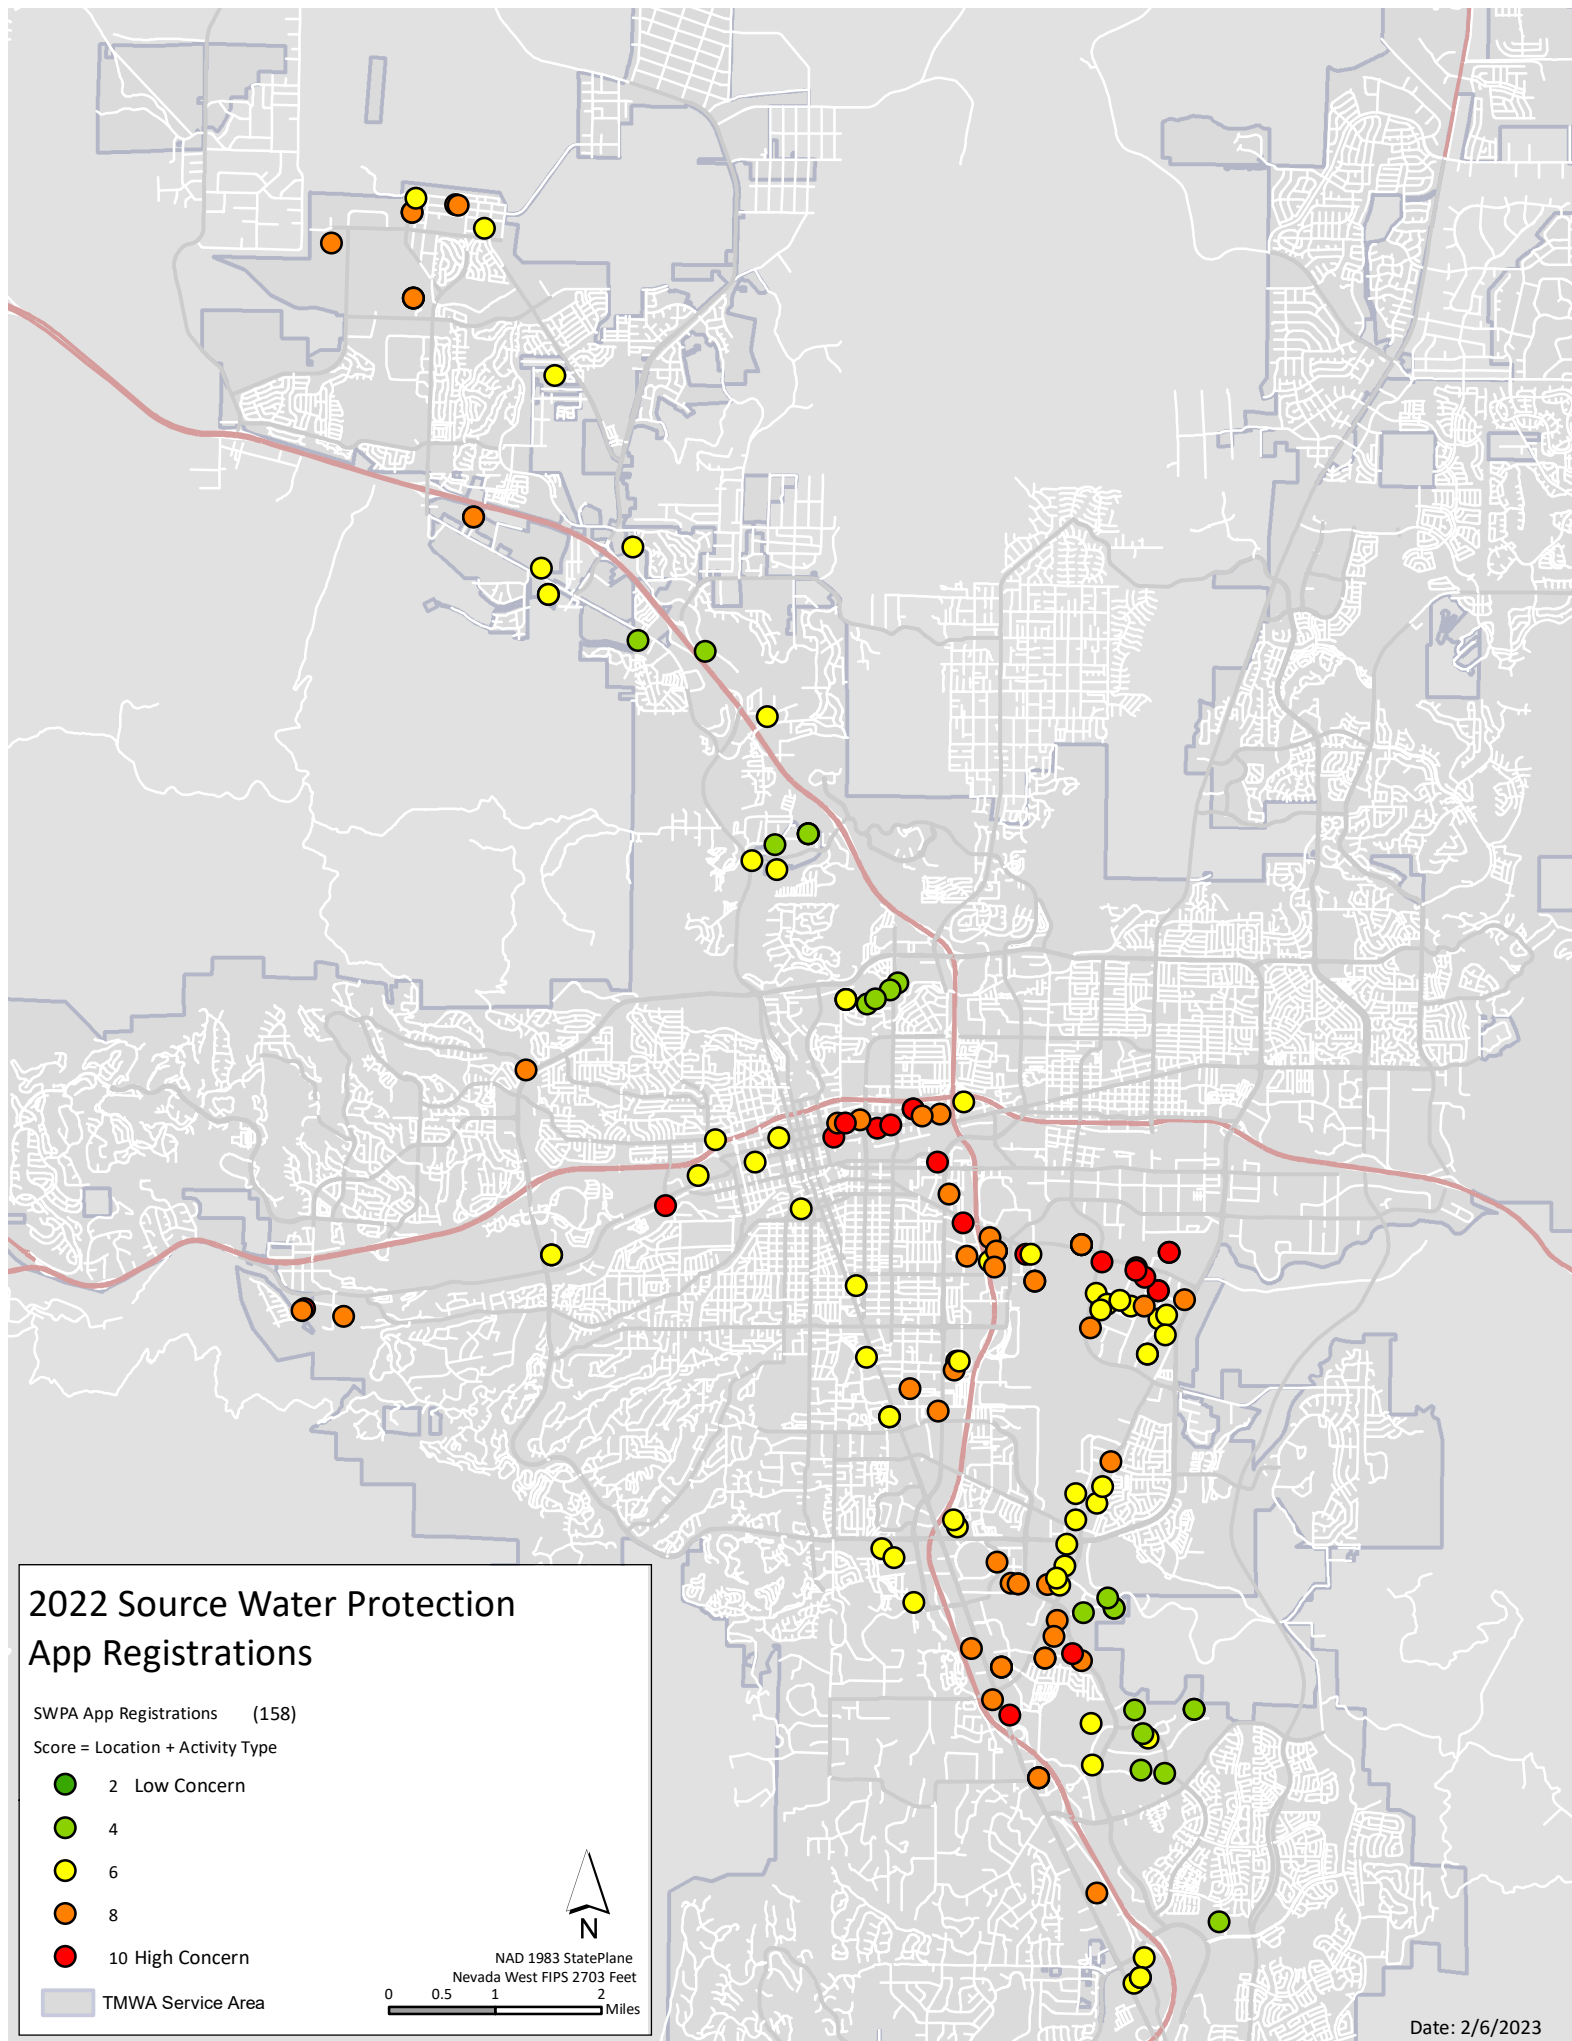 2022 Source Water Protection
App Registrations
SWPA App Registrations (158)
Score = Location + Activity Type
2 Low Concern
4
6
8
10 High Concern
TMWA Service Area
N
NAD 1983 StatePlane
Nevada West FIPS 2703 Feet
0 0.5 1 2
Miles
Date: 2/6/2023